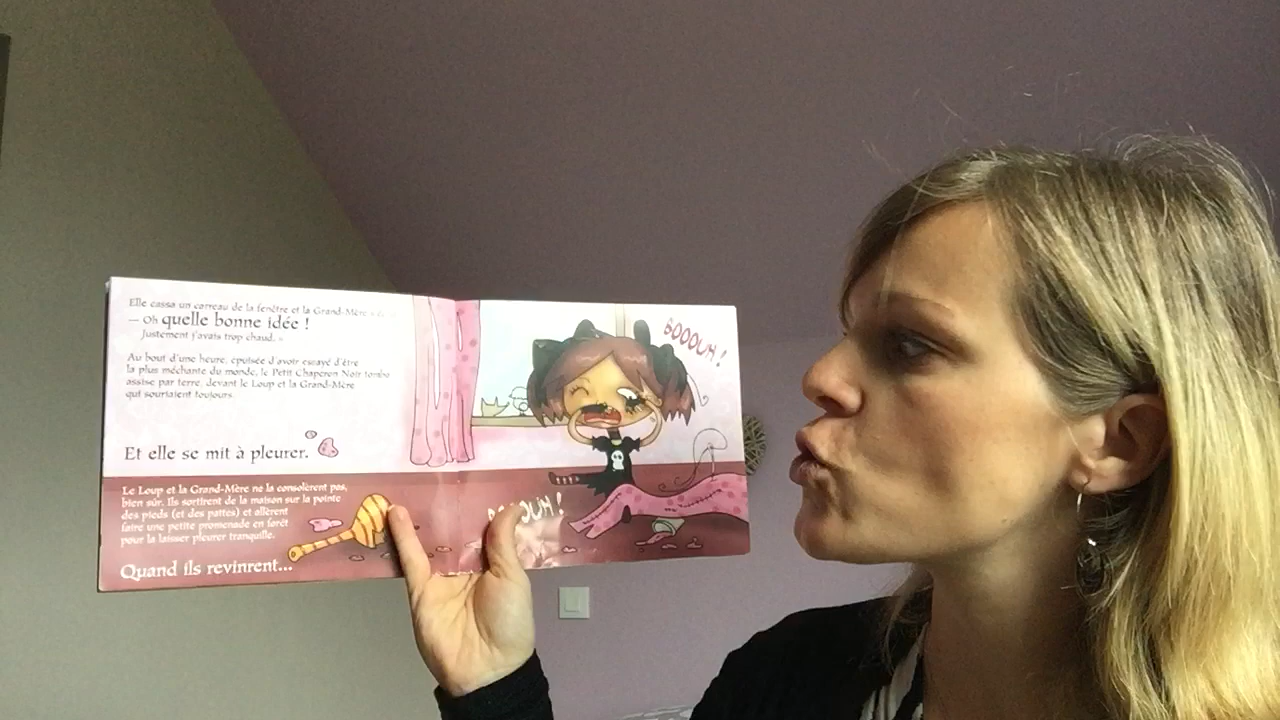 Elle cassa un carreau de la fenêtre et la Grand-Mère
— Oh quelle bonne idée !
Justement j'avais trop chaud. »
Au bout d'une heure, épuisée d'avoir essayé d'être
la plus méchante du monde, le Petit Chaperon Noir tomba
assise par terre, devant le Loup et la Grand-Mère
qui souriaient toujours.
Et elle se mit à pleurer.
Le Loup et la Grand-Mère ne la consolèrent pas,
bien sûr. Ils sortirent de la maison sur la pointe
des pieds (et des pattes) et allèrent
faire une petite promenade en forêt
pour la laisser pleurer tranquille.
Quand ils revinrent...
BOOOUH !